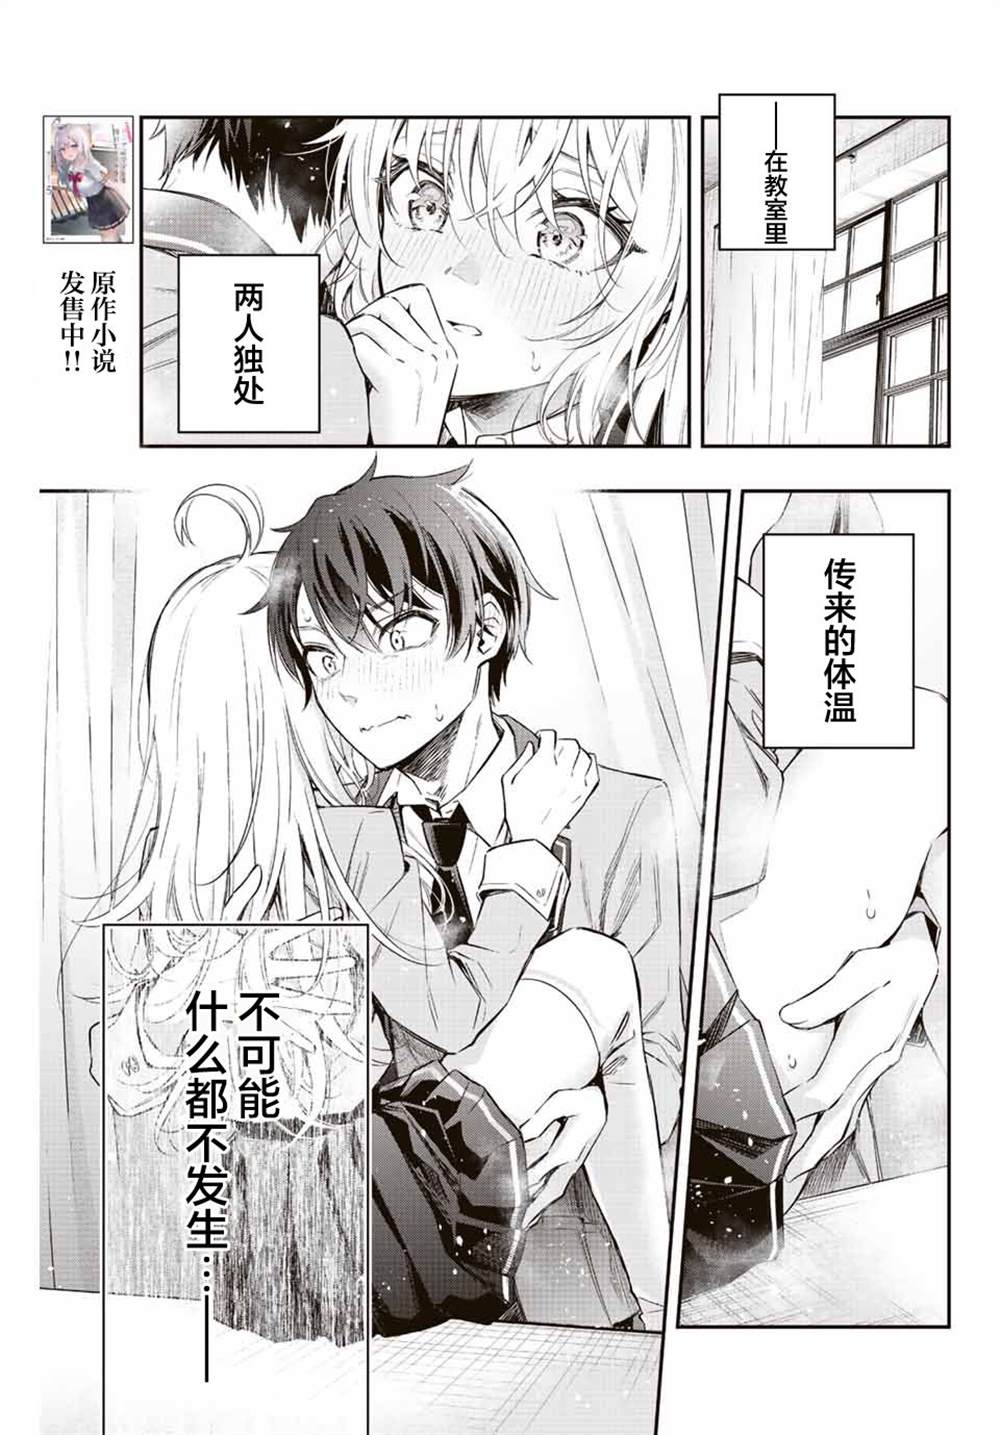 ——在教室里
两人独处
原作小说
发售中!!
传来的体温
不可能
什么都不发生……——